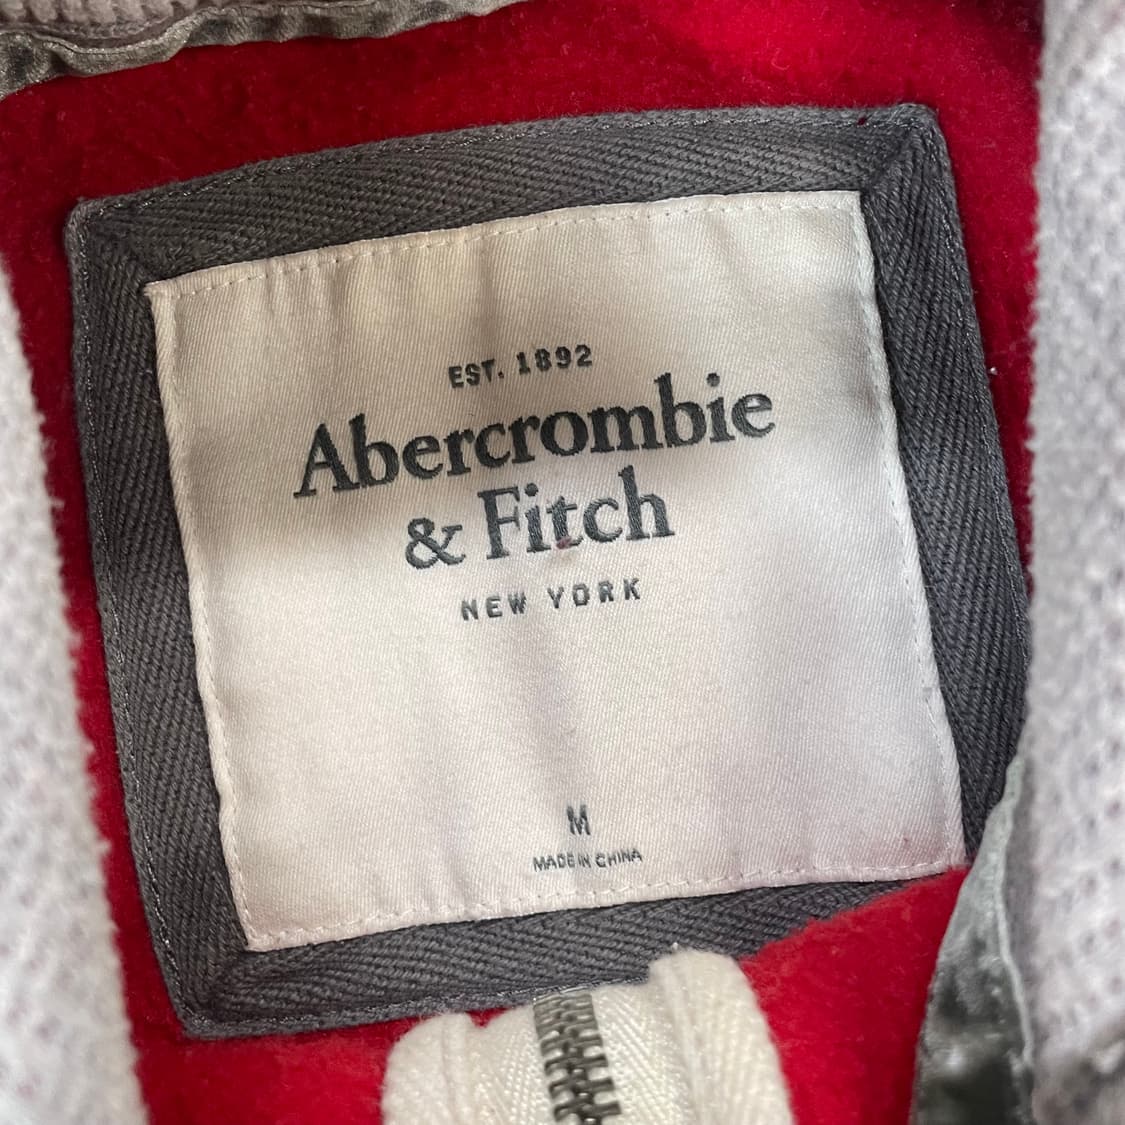 EST. 1892
Abercrombie
& Fitch
NEW YORK
M
MADE IN CHINA